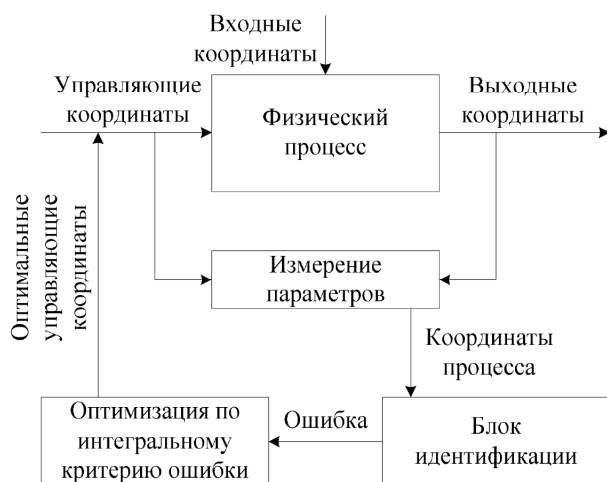 Входные
координаты
Управляющие
координаты
Физический
процесс
Выходные
координаты
Оптимальные
управляющие
координаты
Измерение
параметров
Координаты
процесса
Оптимизация по
интегральному
критерию ошибки
Ошибка
Блок
идентификации